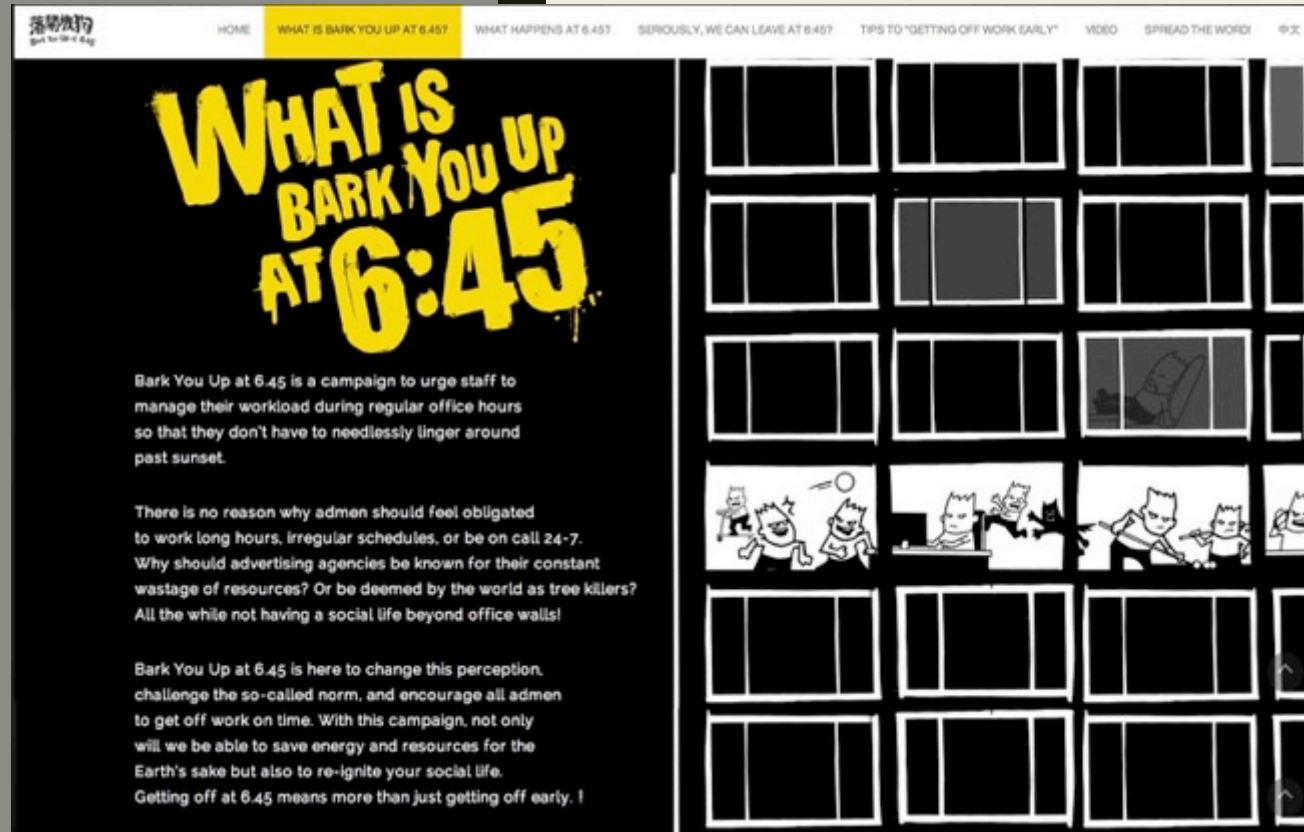 落閘放狗
Bark You Up @ 6:45
HOME WHAT IS BARK YOU UP AT 6.45? WHAT HAPPENS AT 6.45? SERIOUSLY, WE CAN LEAVE AT 6:45? TIPS TO "GETTING OFF WORK EARLY" VIDEO SPREAD THE WORD! 中文
WHAT IS
BARK YOU UP
AT 6:45
Bark You Up at 6.45 is a campaign to urge staff to
manage their workload during regular office hours
so that they don't have to needlessly linger around
past sunset.
There is no reason why admen should feel obligated
to work long hours, irregular schedules, or be on call 24-7.
Why should advertising agencies be known for their constant
wastage of resources? Or be deemed by the world as tree killers?
All the while not having a social life beyond office walls!
Bark You Up at 6.45 is here to change this perception,
challenge the so-called norm, and encourage all admen
to get off work on time. With this campaign, not only
will we be able to save energy and resources for the
Earth's sake but also to re-ignite your social life.
Getting off at 6.45 means more than just getting off early. !